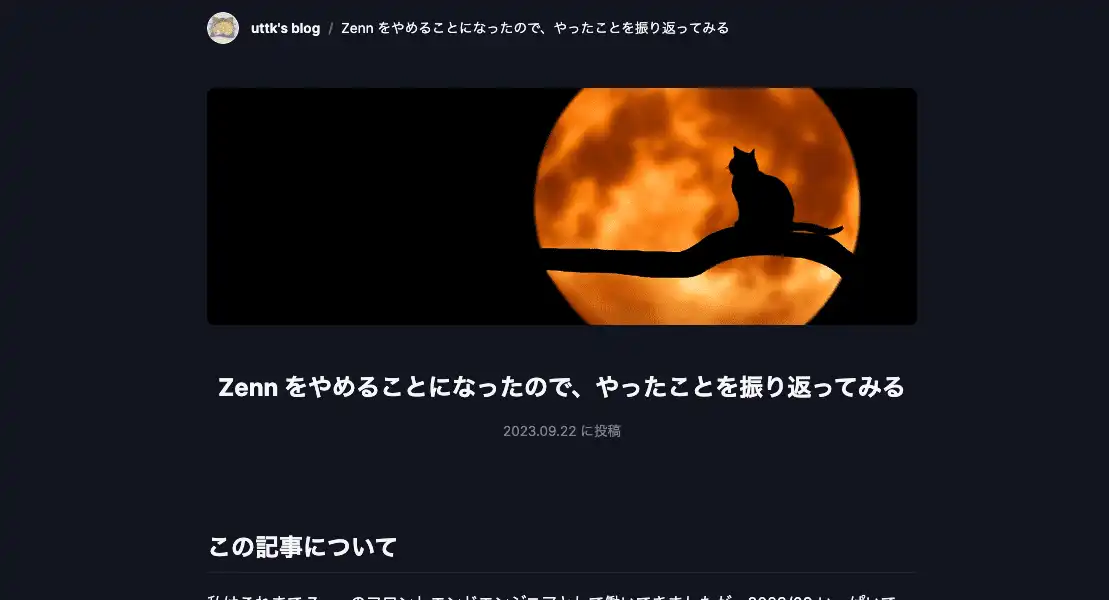 uttk's blog / Zenn をやめることになったので、やったことを振り返ってみる
Zenn をやめることになったので、やったことを振り返ってみる
2023.09.22 に投稿
この記事について